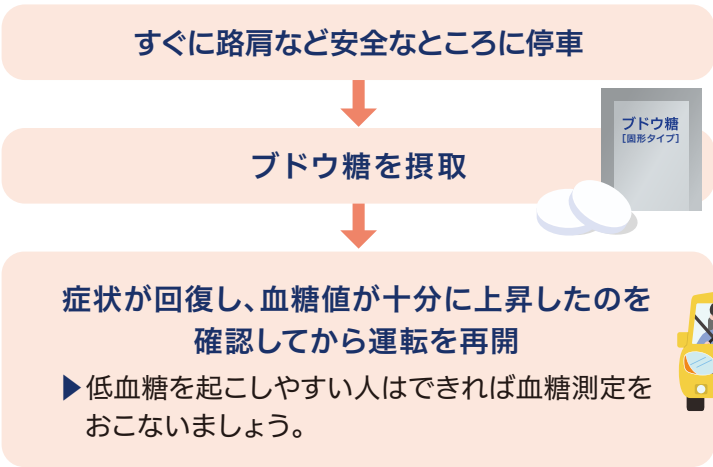 すぐに路肩など安全なところに停車
ブドウ糖
[固形タイプ]
ブドウ糖を摂取
症状が回復し、血糖値が十分に上昇したのを
確認してから運転を再開
▶低血糖を起こしやすい人はできれば血糖測定を
おこないましょう。